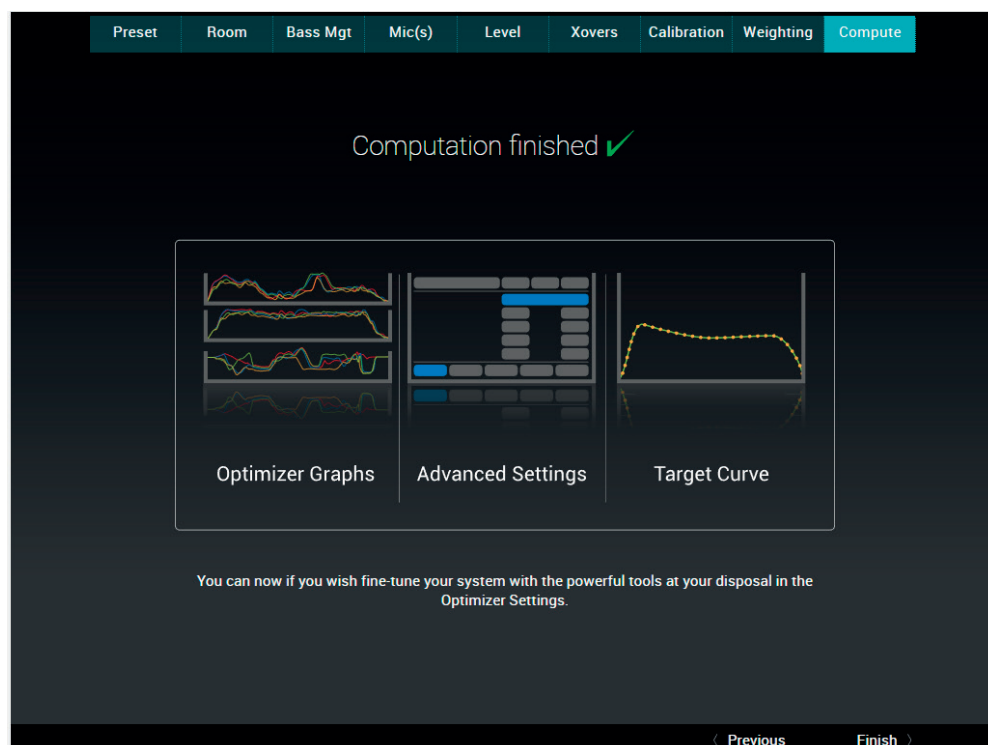 Preset Room Bass Mgt Mic(s) Level Xovers Calibration Weighting Compute
Computation finished
Optimizer Graphs Advanced Settings Target Curve
You can now if you wish fine-tune your system with the powerful tools at your disposal in the
Optimizer Settings.
Previous Finish